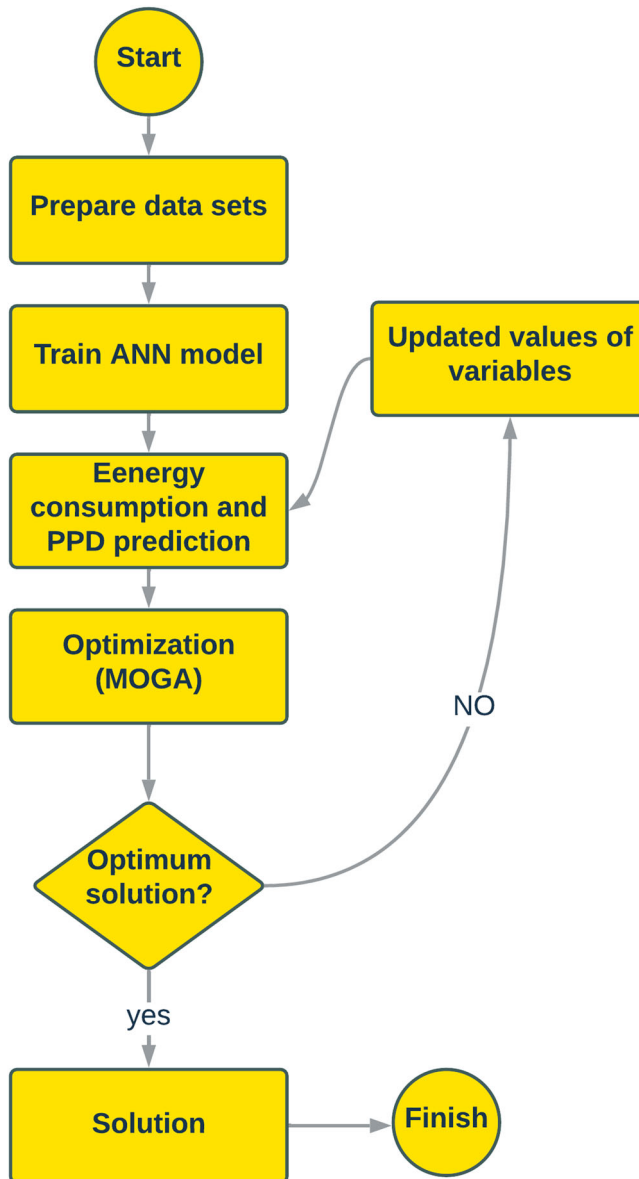 Start
Prepare data sets
Train ANN model
Updated values of
variables
Eenergy
consumption and
PPD prediction
Optimization
(MOGA)
NO
Optimum
solution?
yes
Solution
Finish